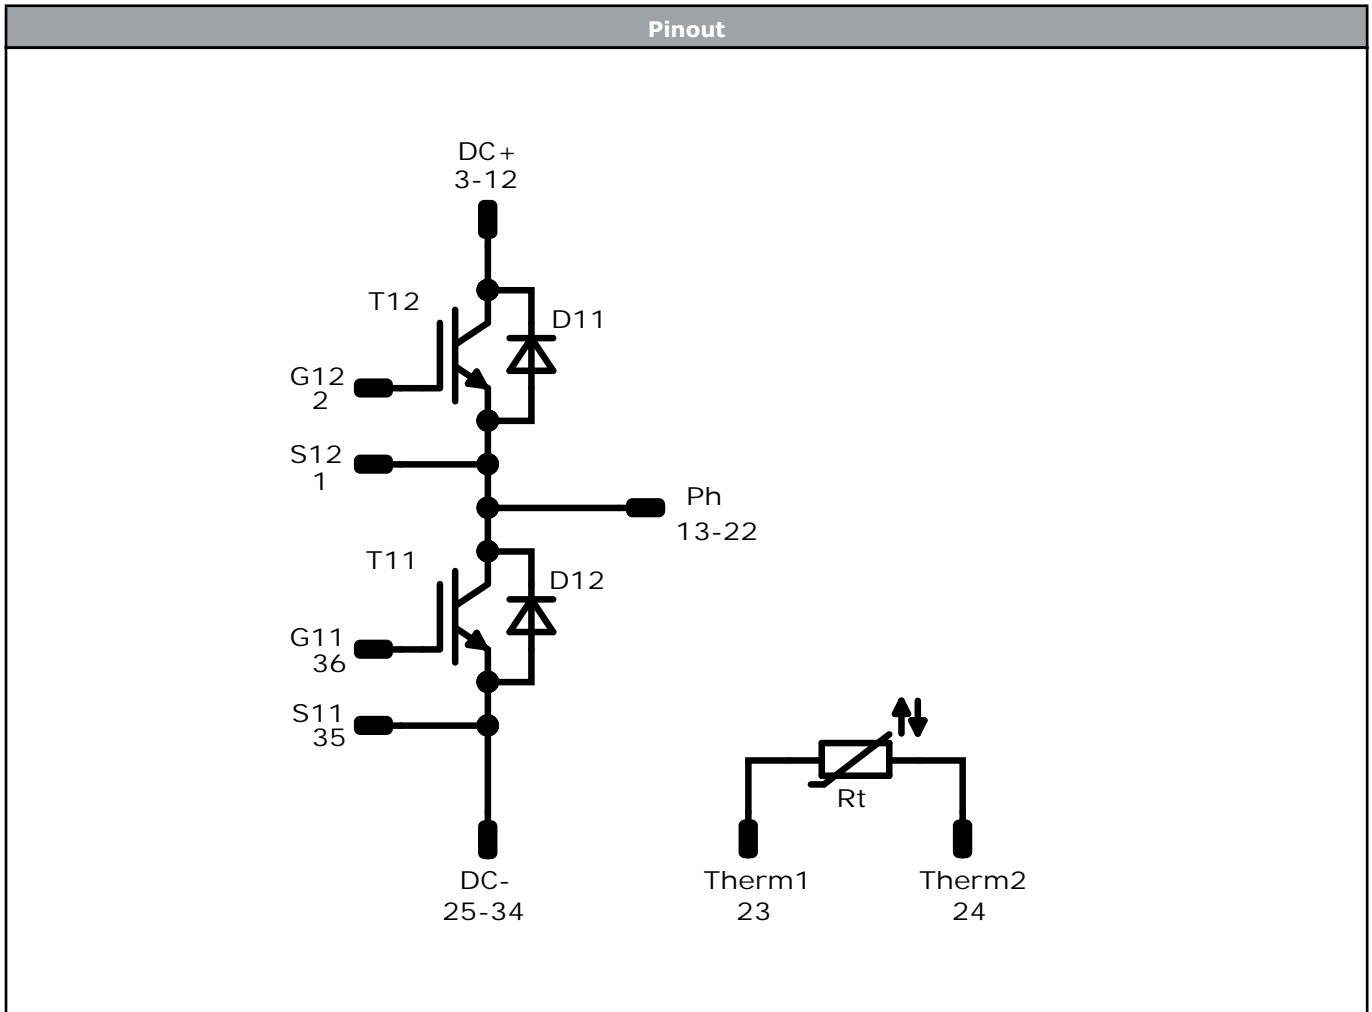 Pinout
DC+
3-12
T12
D11
G12
2
S12
1
Ph
13-22
T11
D12
G11
36
S11
35
Rt
DC-
25-34
Therm1
23
Therm2
24